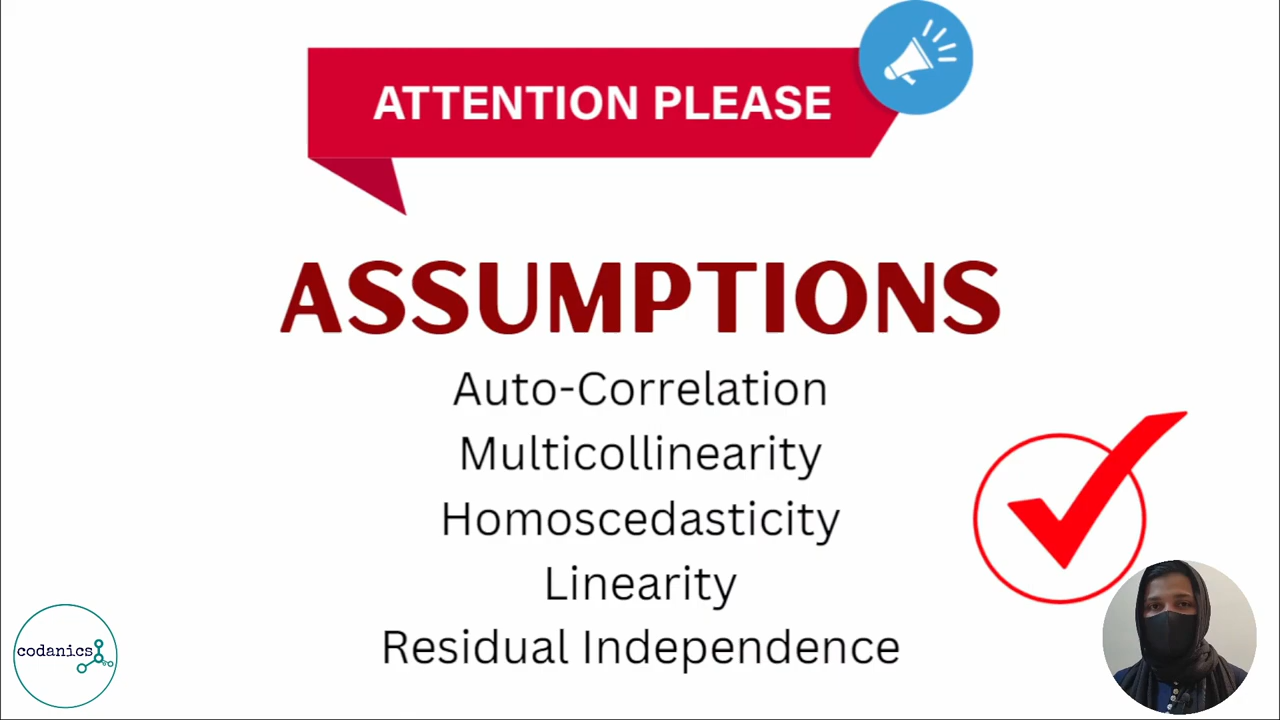 ATTENTION PLEASE
ASSUMPTIONS
Auto-Correlation
Multicollinearity
Homoscedasticity
Linearity
Residual Independence
codanics